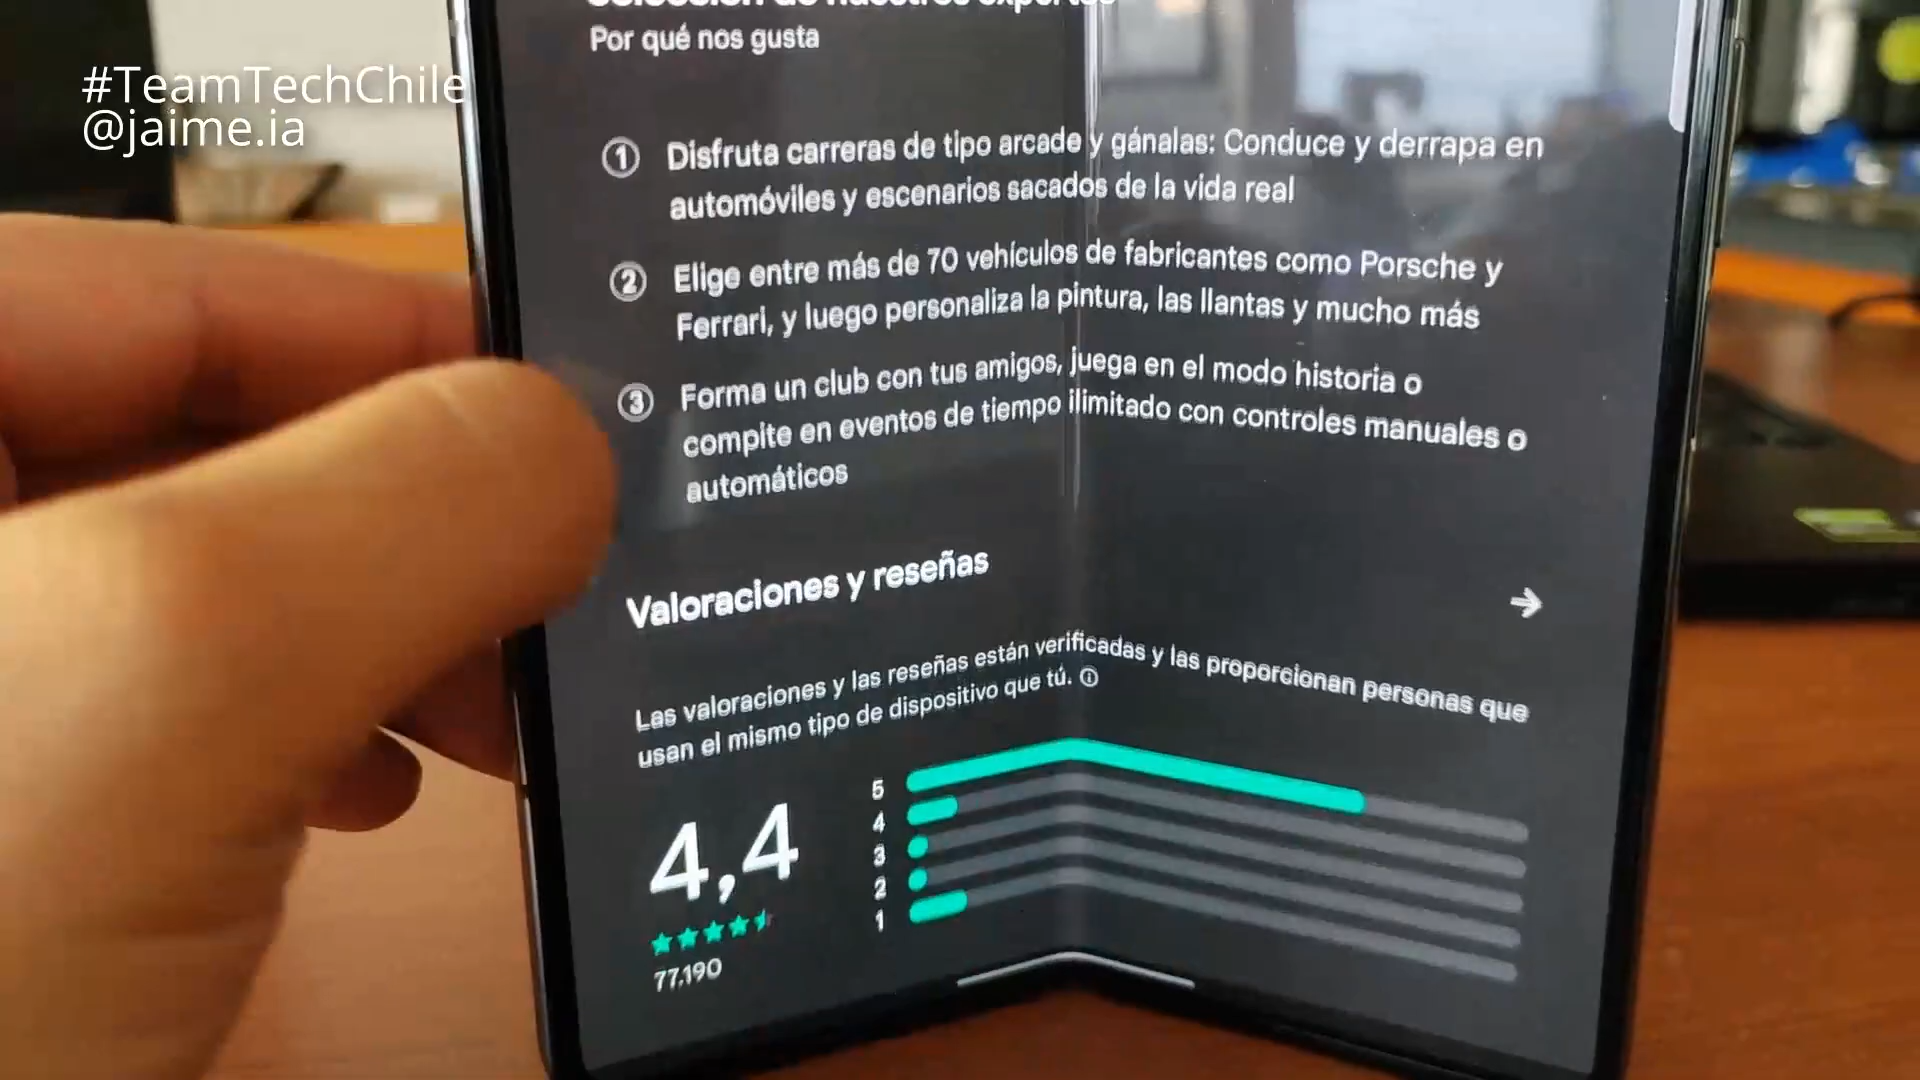 Selección de nuestros expertos
Por qué nos gusta
#TeamTechChile
@jaime.ia
1 Disfruta carreras de tipo arcade y gánalas: Conduce y derrapa en
automóviles y escenarios sacados de la vida real
2 Elige entre más de 70 vehículos de fabricantes como Porsche y
Ferrari, y luego personaliza la pintura, las llantas y mucho más
3 Forma un club con tus amigos, juega en el modo historia o
compite en eventos de tiempo ilimitado con controles manuales o
automáticos
Valoraciones y reseñas
Las valoraciones y las reseñas están verificadas y las proporcionan personas que
usan el mismo tipo de dispositivo que tú.
4,4
5
4
3
2
1
77.190